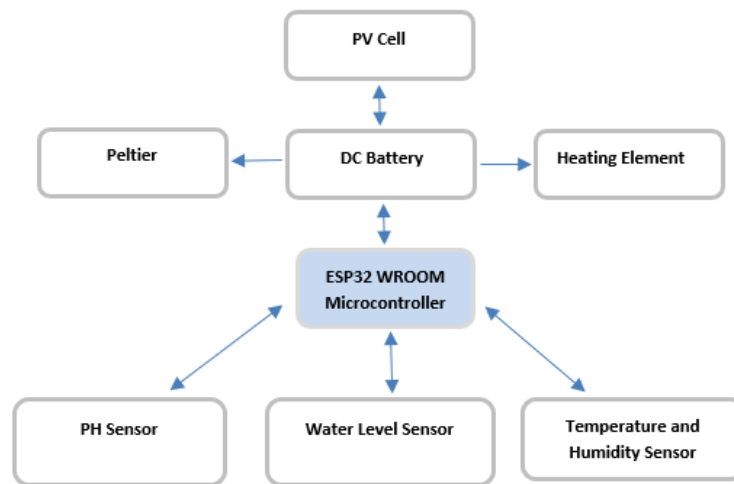 PV Cell
Peltier
DC Battery
Heating Element
ESP32 WROOM
Microcontroller
PH Sensor
Water Level Sensor
Temperature and
Humidity Sensor